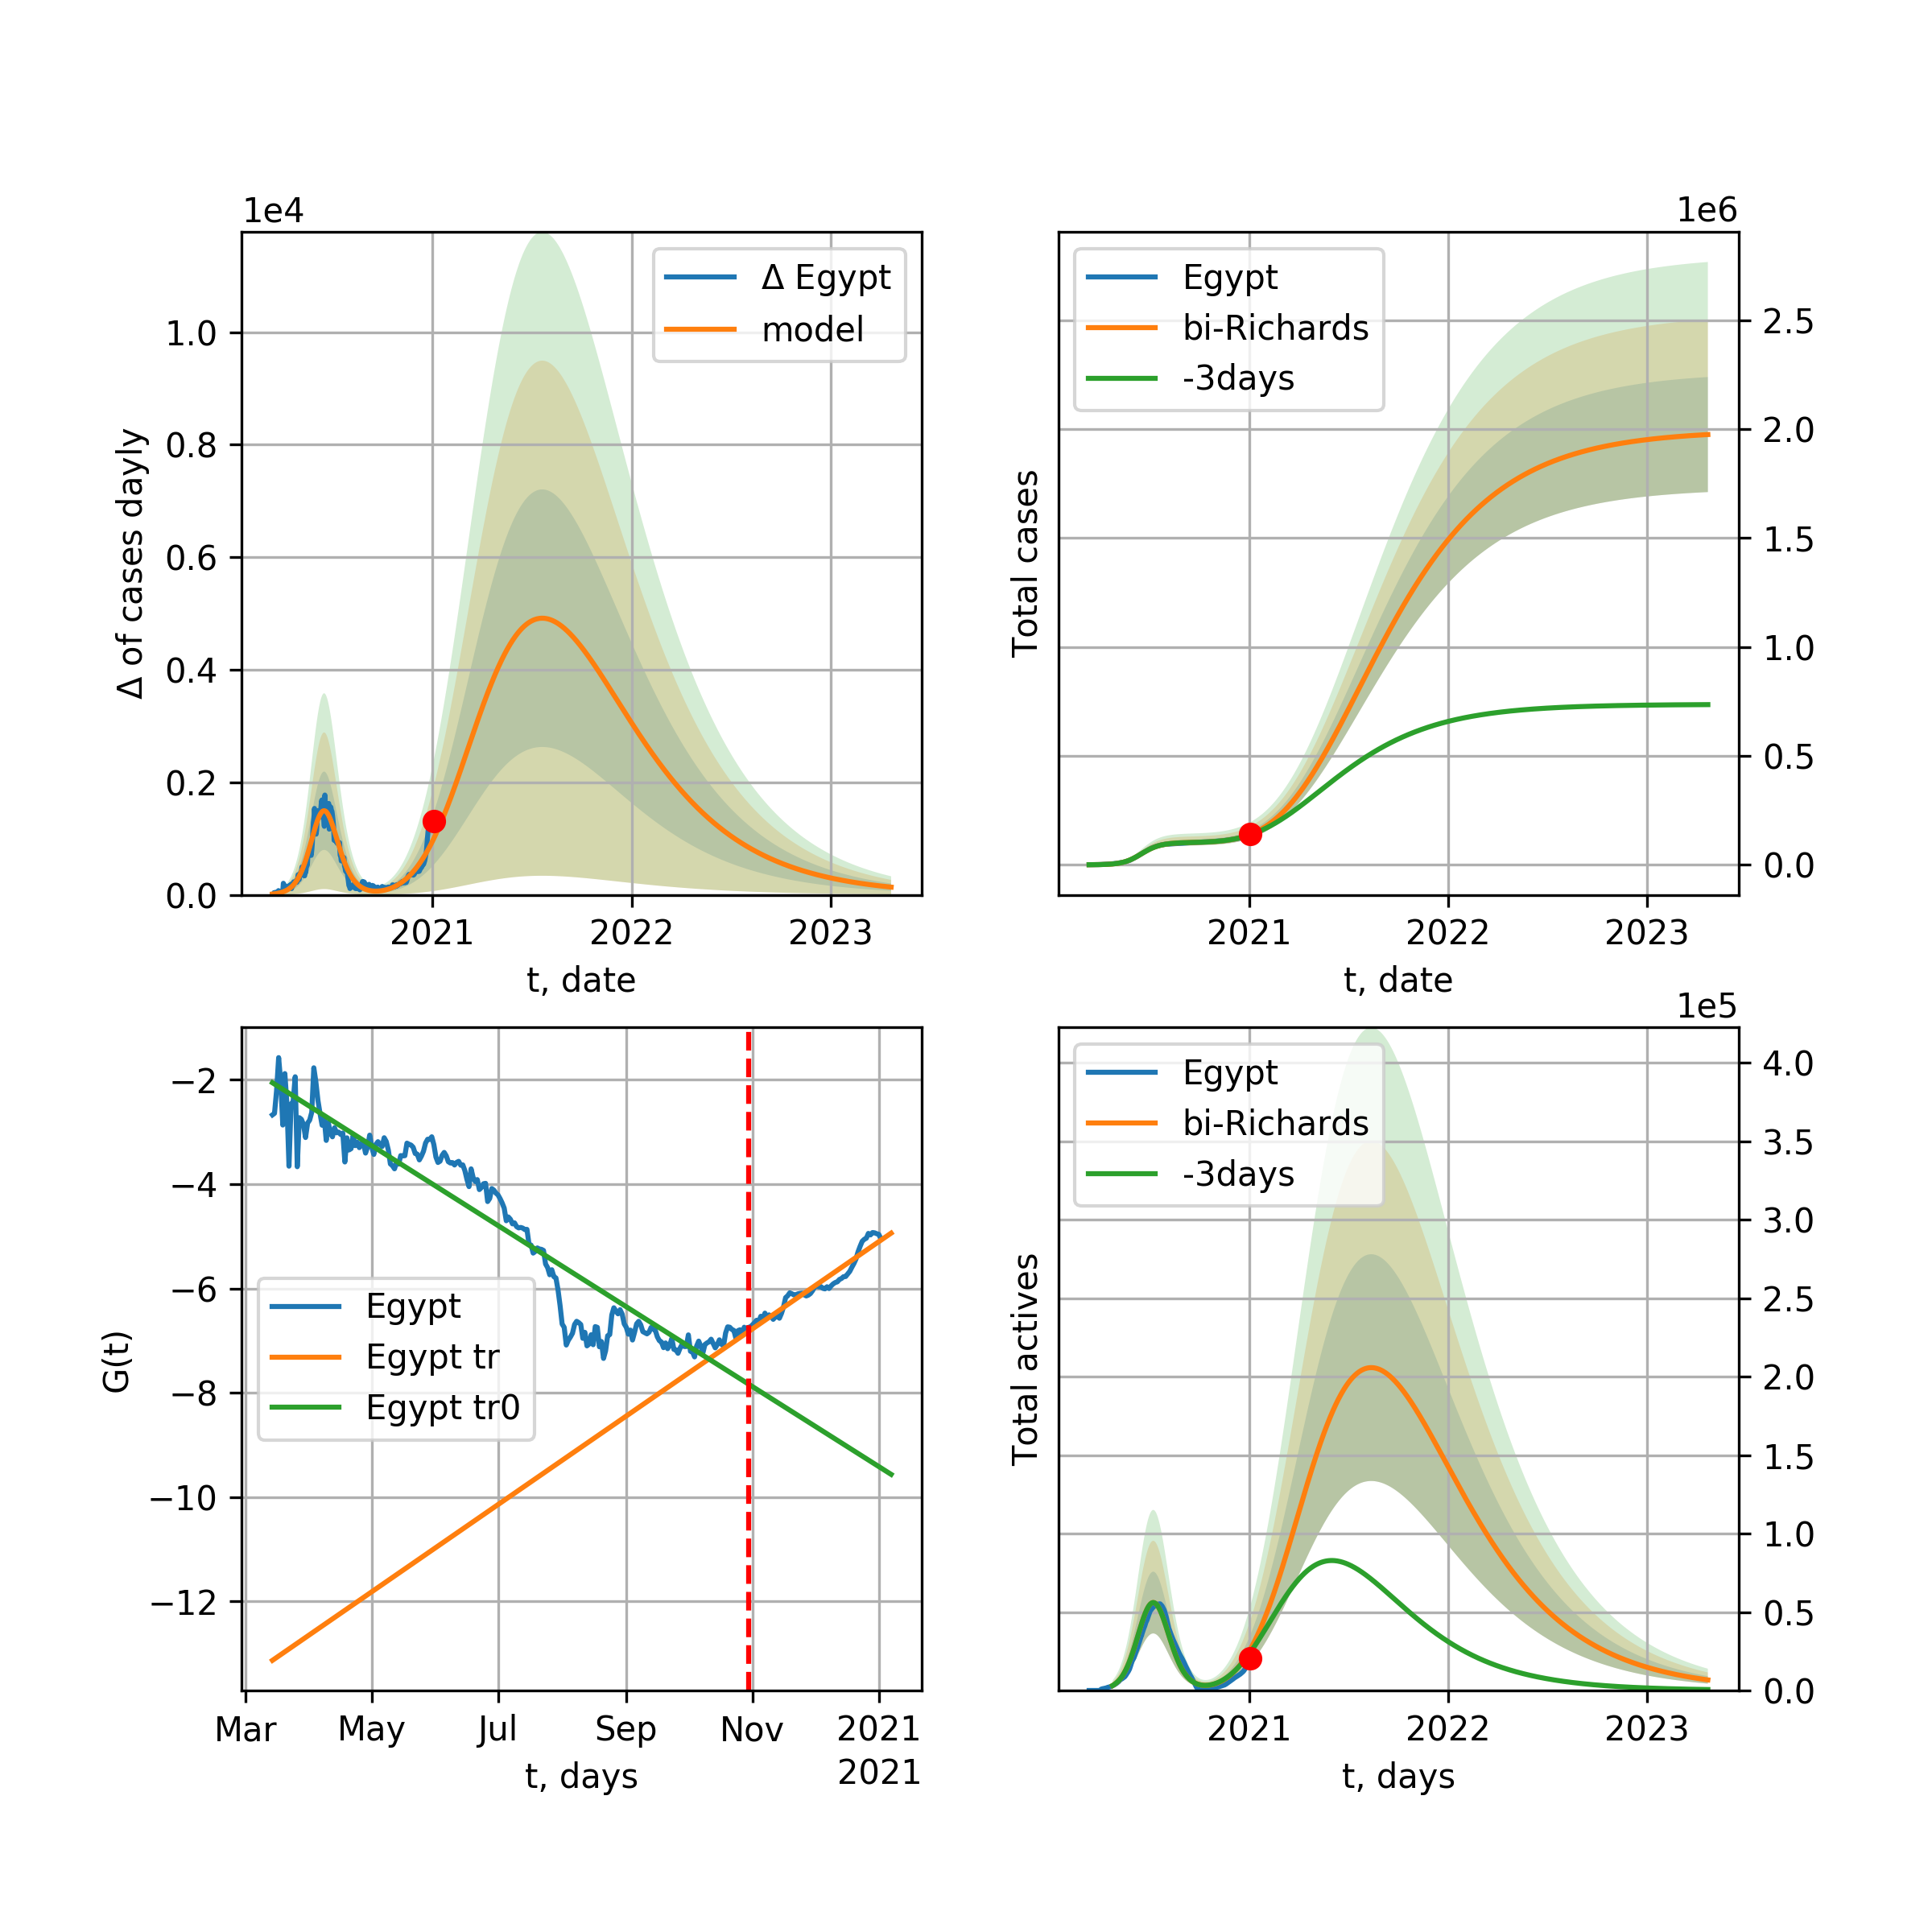 1e4
Δ of cases dayly
1.0
0.8
0.6
0.4
0.2
0.0
Δ Egypt
model
2021 2022 2023
t, date
1e6
Total cases
Egypt
bi-Richards
-3days
2.5
2.0
1.5
1.0
0.5
0.0
2021 2022 2023
t, date
G(t)
−2
−4
−6
−8
−10
−12
Egypt
Egypt tr
Egypt tr0
Mar May Jul Sep Nov 2021
2021
t, days
1e5
Total actives
Egypt
bi-Richards
-3days
4.0
3.5
3.0
2.5
2.0
1.5
1.0
0.5
0.0
2021 2022 2023
t, days